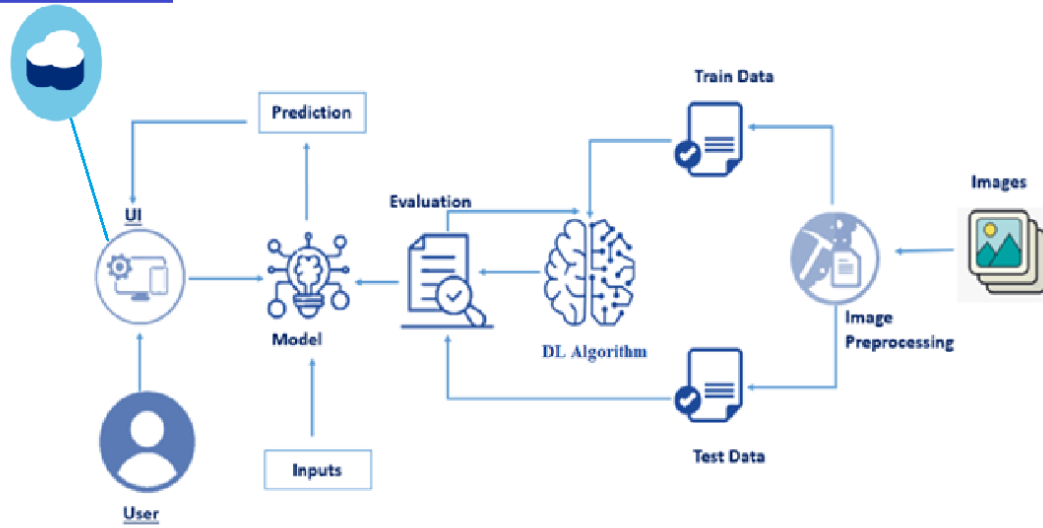 Train Data
Prediction
Images
Evaluation
UI
Image
Preprocessing
Model
DL Algorithm
Inputs
Test Data
User